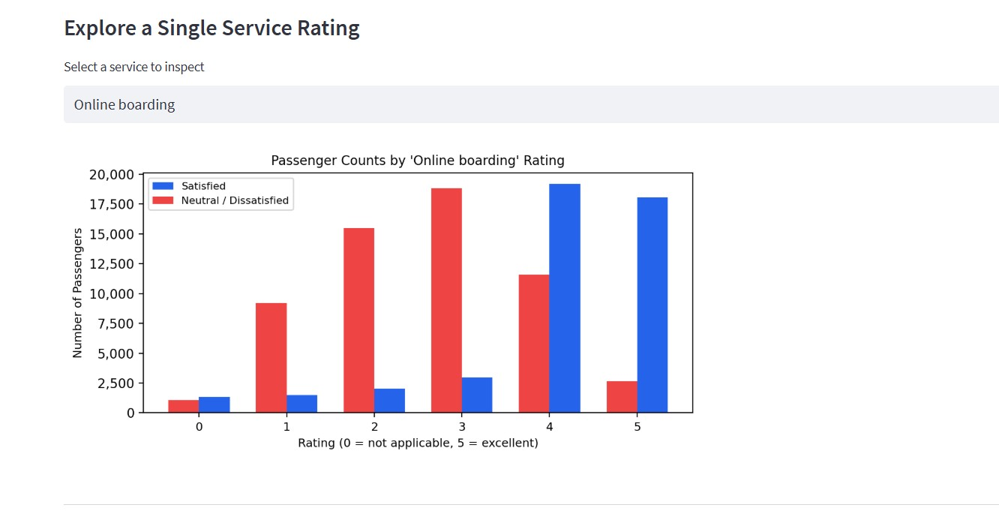 Explore a Single Service Rating
Select a service to inspect
Online boarding
Passenger Counts by 'Online boarding' Rating
Satisfied
Neutral / Dissatisfied
Number of Passengers
20,000
17,500
15,000
12,500
10,000
7,500
5,000
2,500
0
0 1 2 3 4 5
Rating (0 = not applicable, 5 = excellent)